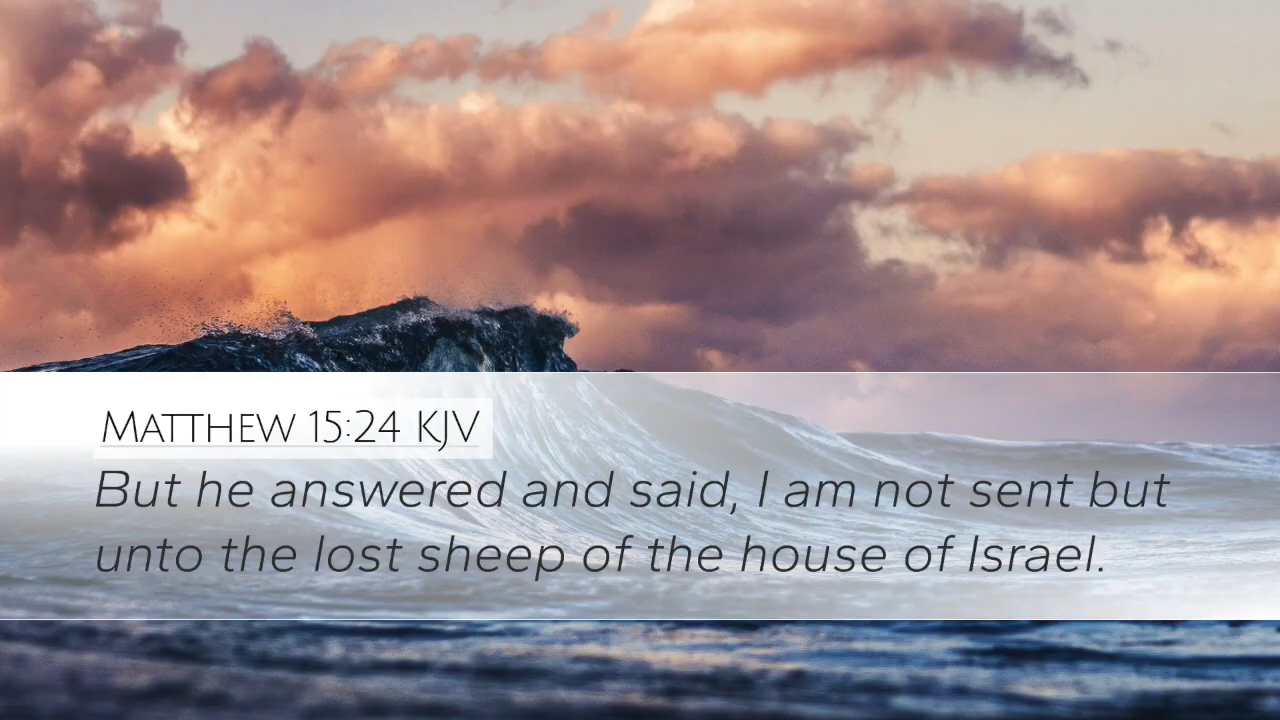 Matthew 15:24 KJV
But he answered and said, I am not sent but
unto the lost sheep of the house of Israel.